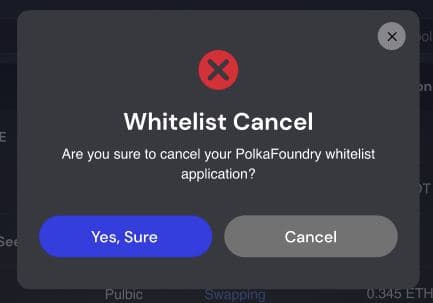 Whitelist Cancel
Are you sure to cancel your PolkaFoundry whitelist
application?
Yes, Sure
Cancel
Pulbic Swapping 0.345 ETH